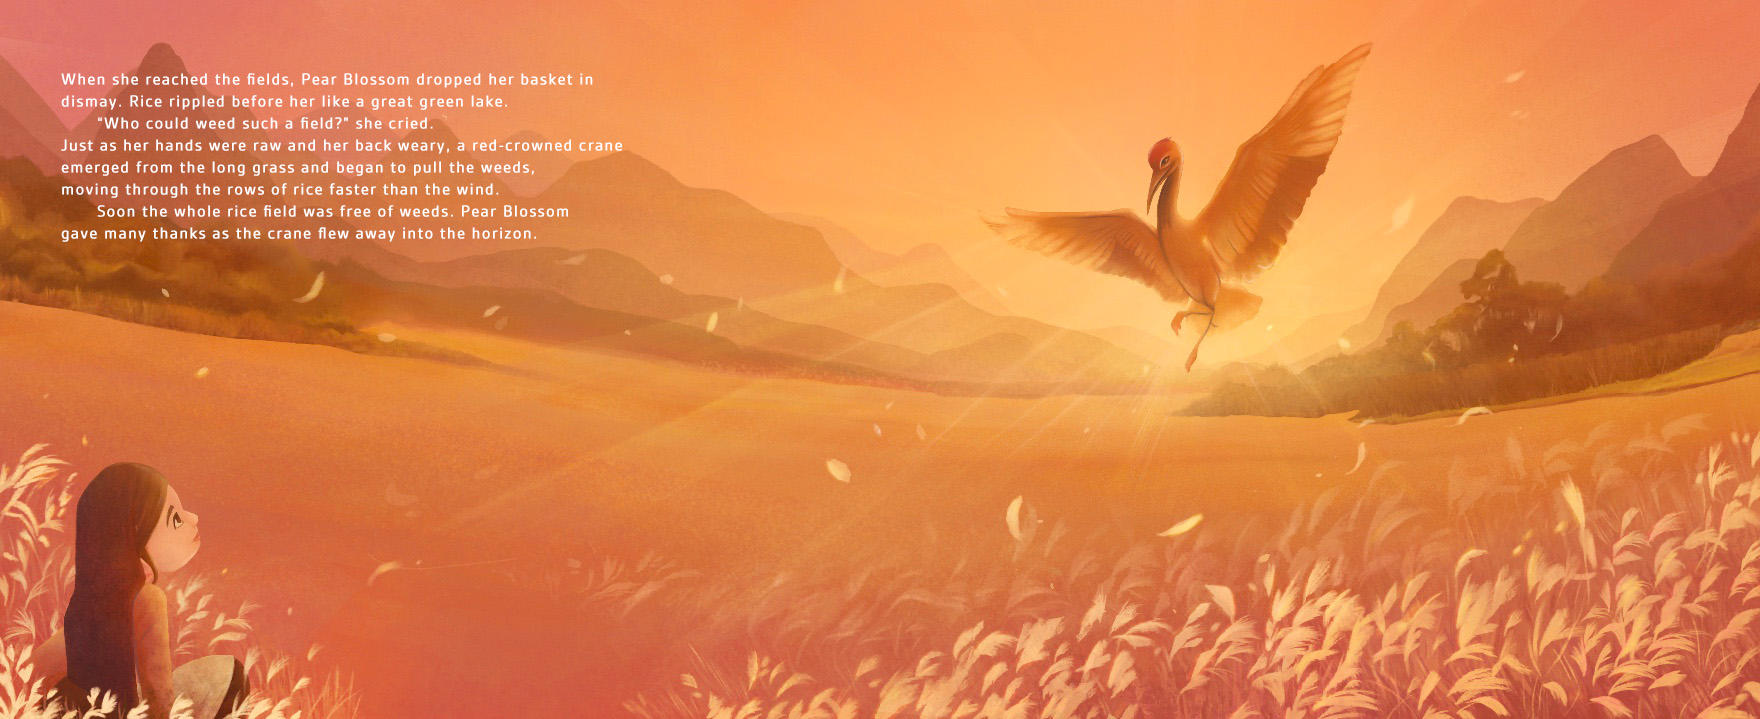 When she reached the fields, Pear Blossom dropped her basket in
dismay. Rice rippled before her like a great green lake.
"Who could weed such a field?" she cried.
Just as her hands were raw and her back weary, a red-crowned crane
emerged from the long grass and began to pull the weeds,
moving through the rows of rice faster than the wind.
Soon the whole rice field was free of weeds. Pear Blossom
gave many thanks as the crane flew away into the horizon.